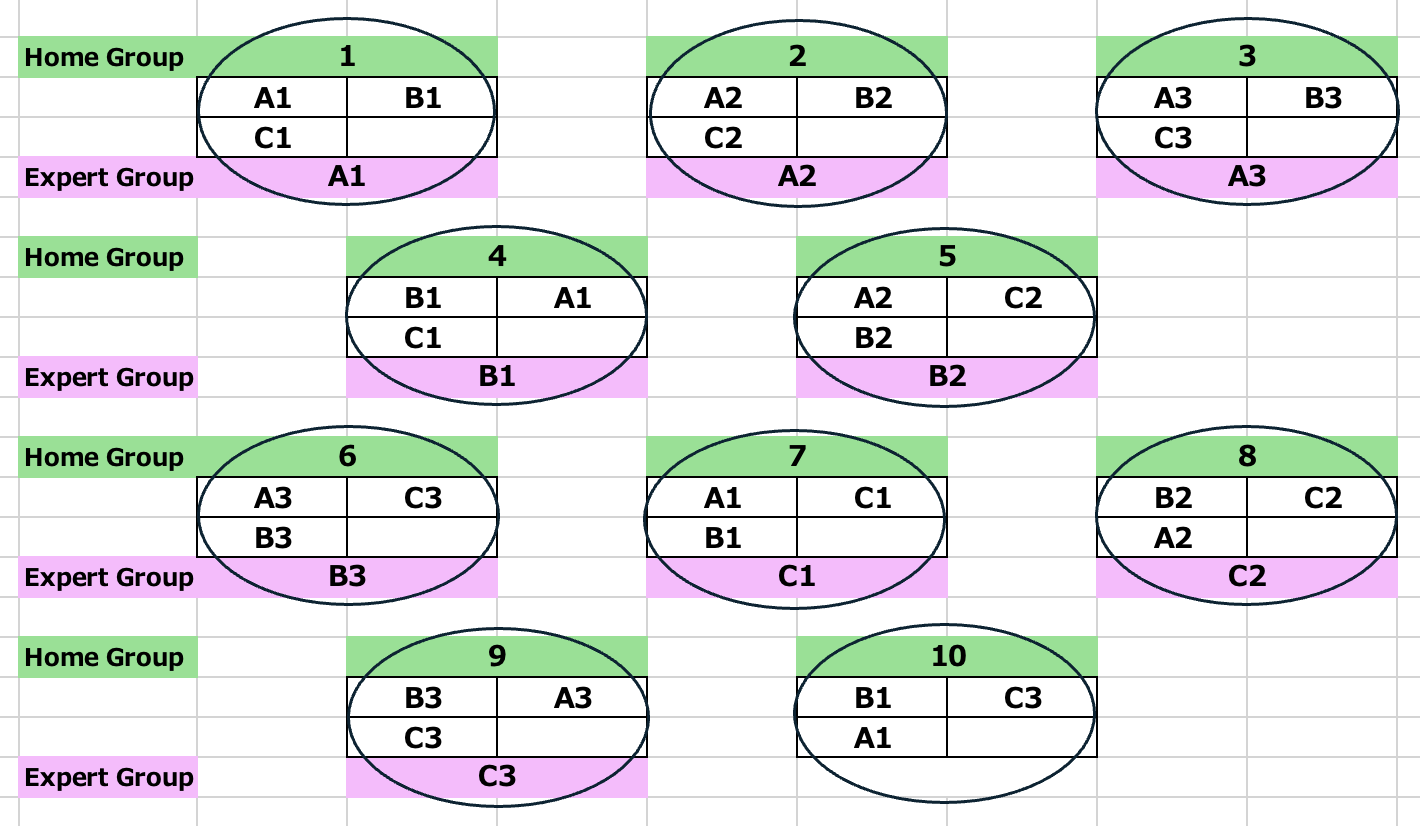 Home Group 1 2 3
A1 B1 A2 B2 A3 B3
C1 C2 C3
Expert Group A1 A2 A3
Home Group 4 5
B1 A1 A2 C2
C1 B2
Expert Group B1 B2
Home Group 6 7 8
A3 C3 A1 C1 B2 C2
B3 B1 A2
Expert Group B3 C1 C2
Home Group 9 10
B3 A3 B1 C3
C3 A1
Expert Group C3